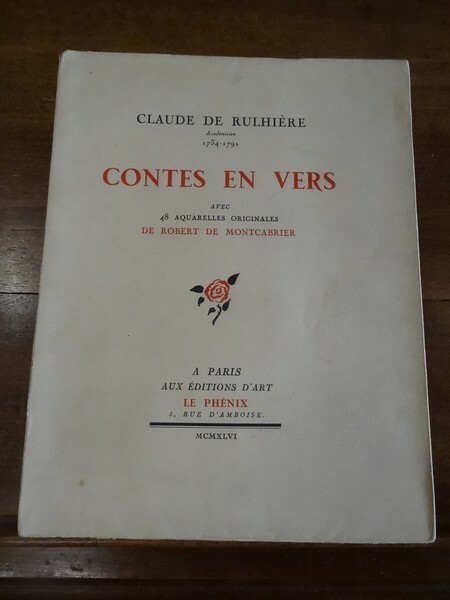 CLAUDE DE RULHIÈRE
Académicien
1734-1791
CONTES EN VERS
AVEC
48 AQUARELLES ORIGINALES
DE ROBERT DE MONTCABRIER
A PARIS
AUX ÉDITIONS D'ART
LE PHÉNIX
5, RUE D'AMBOISE.
MCMXLVI